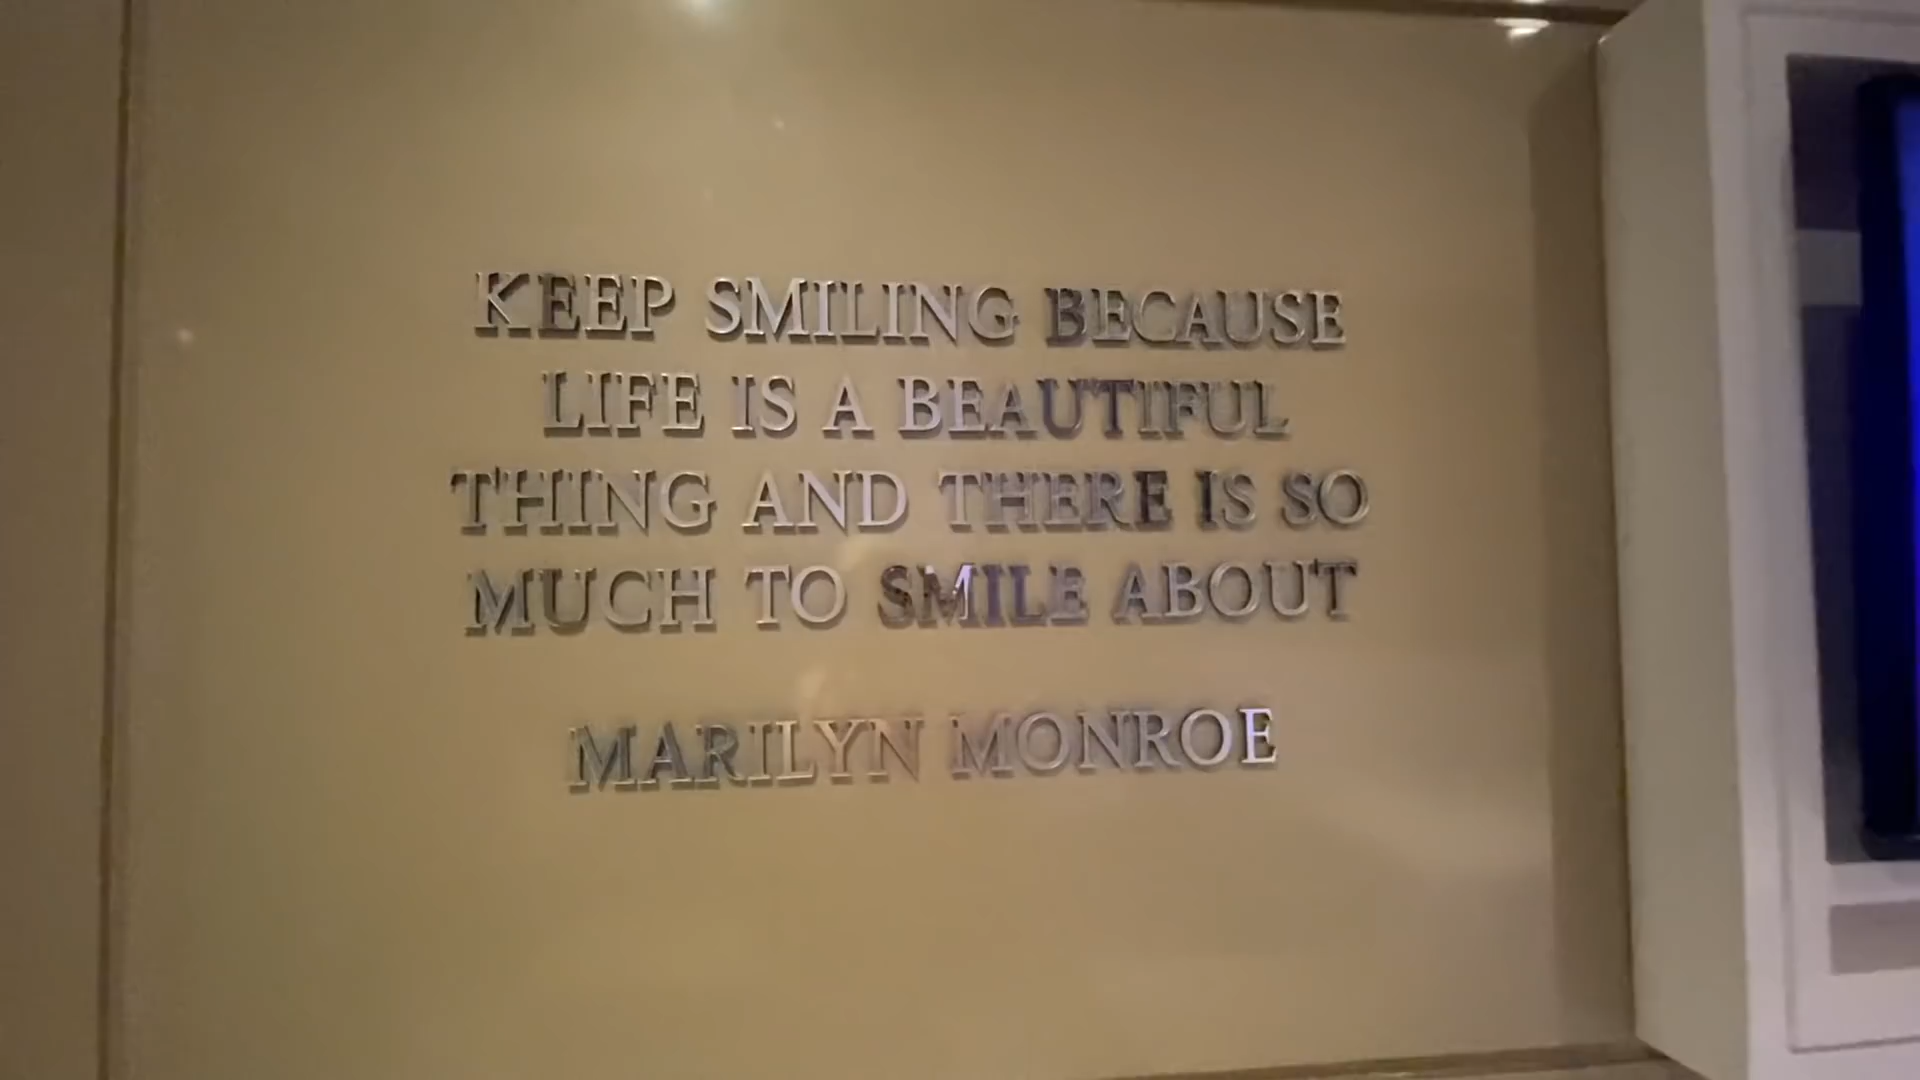 KEEP SMILING BECAUSE
LIFE IS A BEAUTIFUL
THING AND THERE IS SO
MUCH TO SMILE ABOUT
MARILYN MONROE